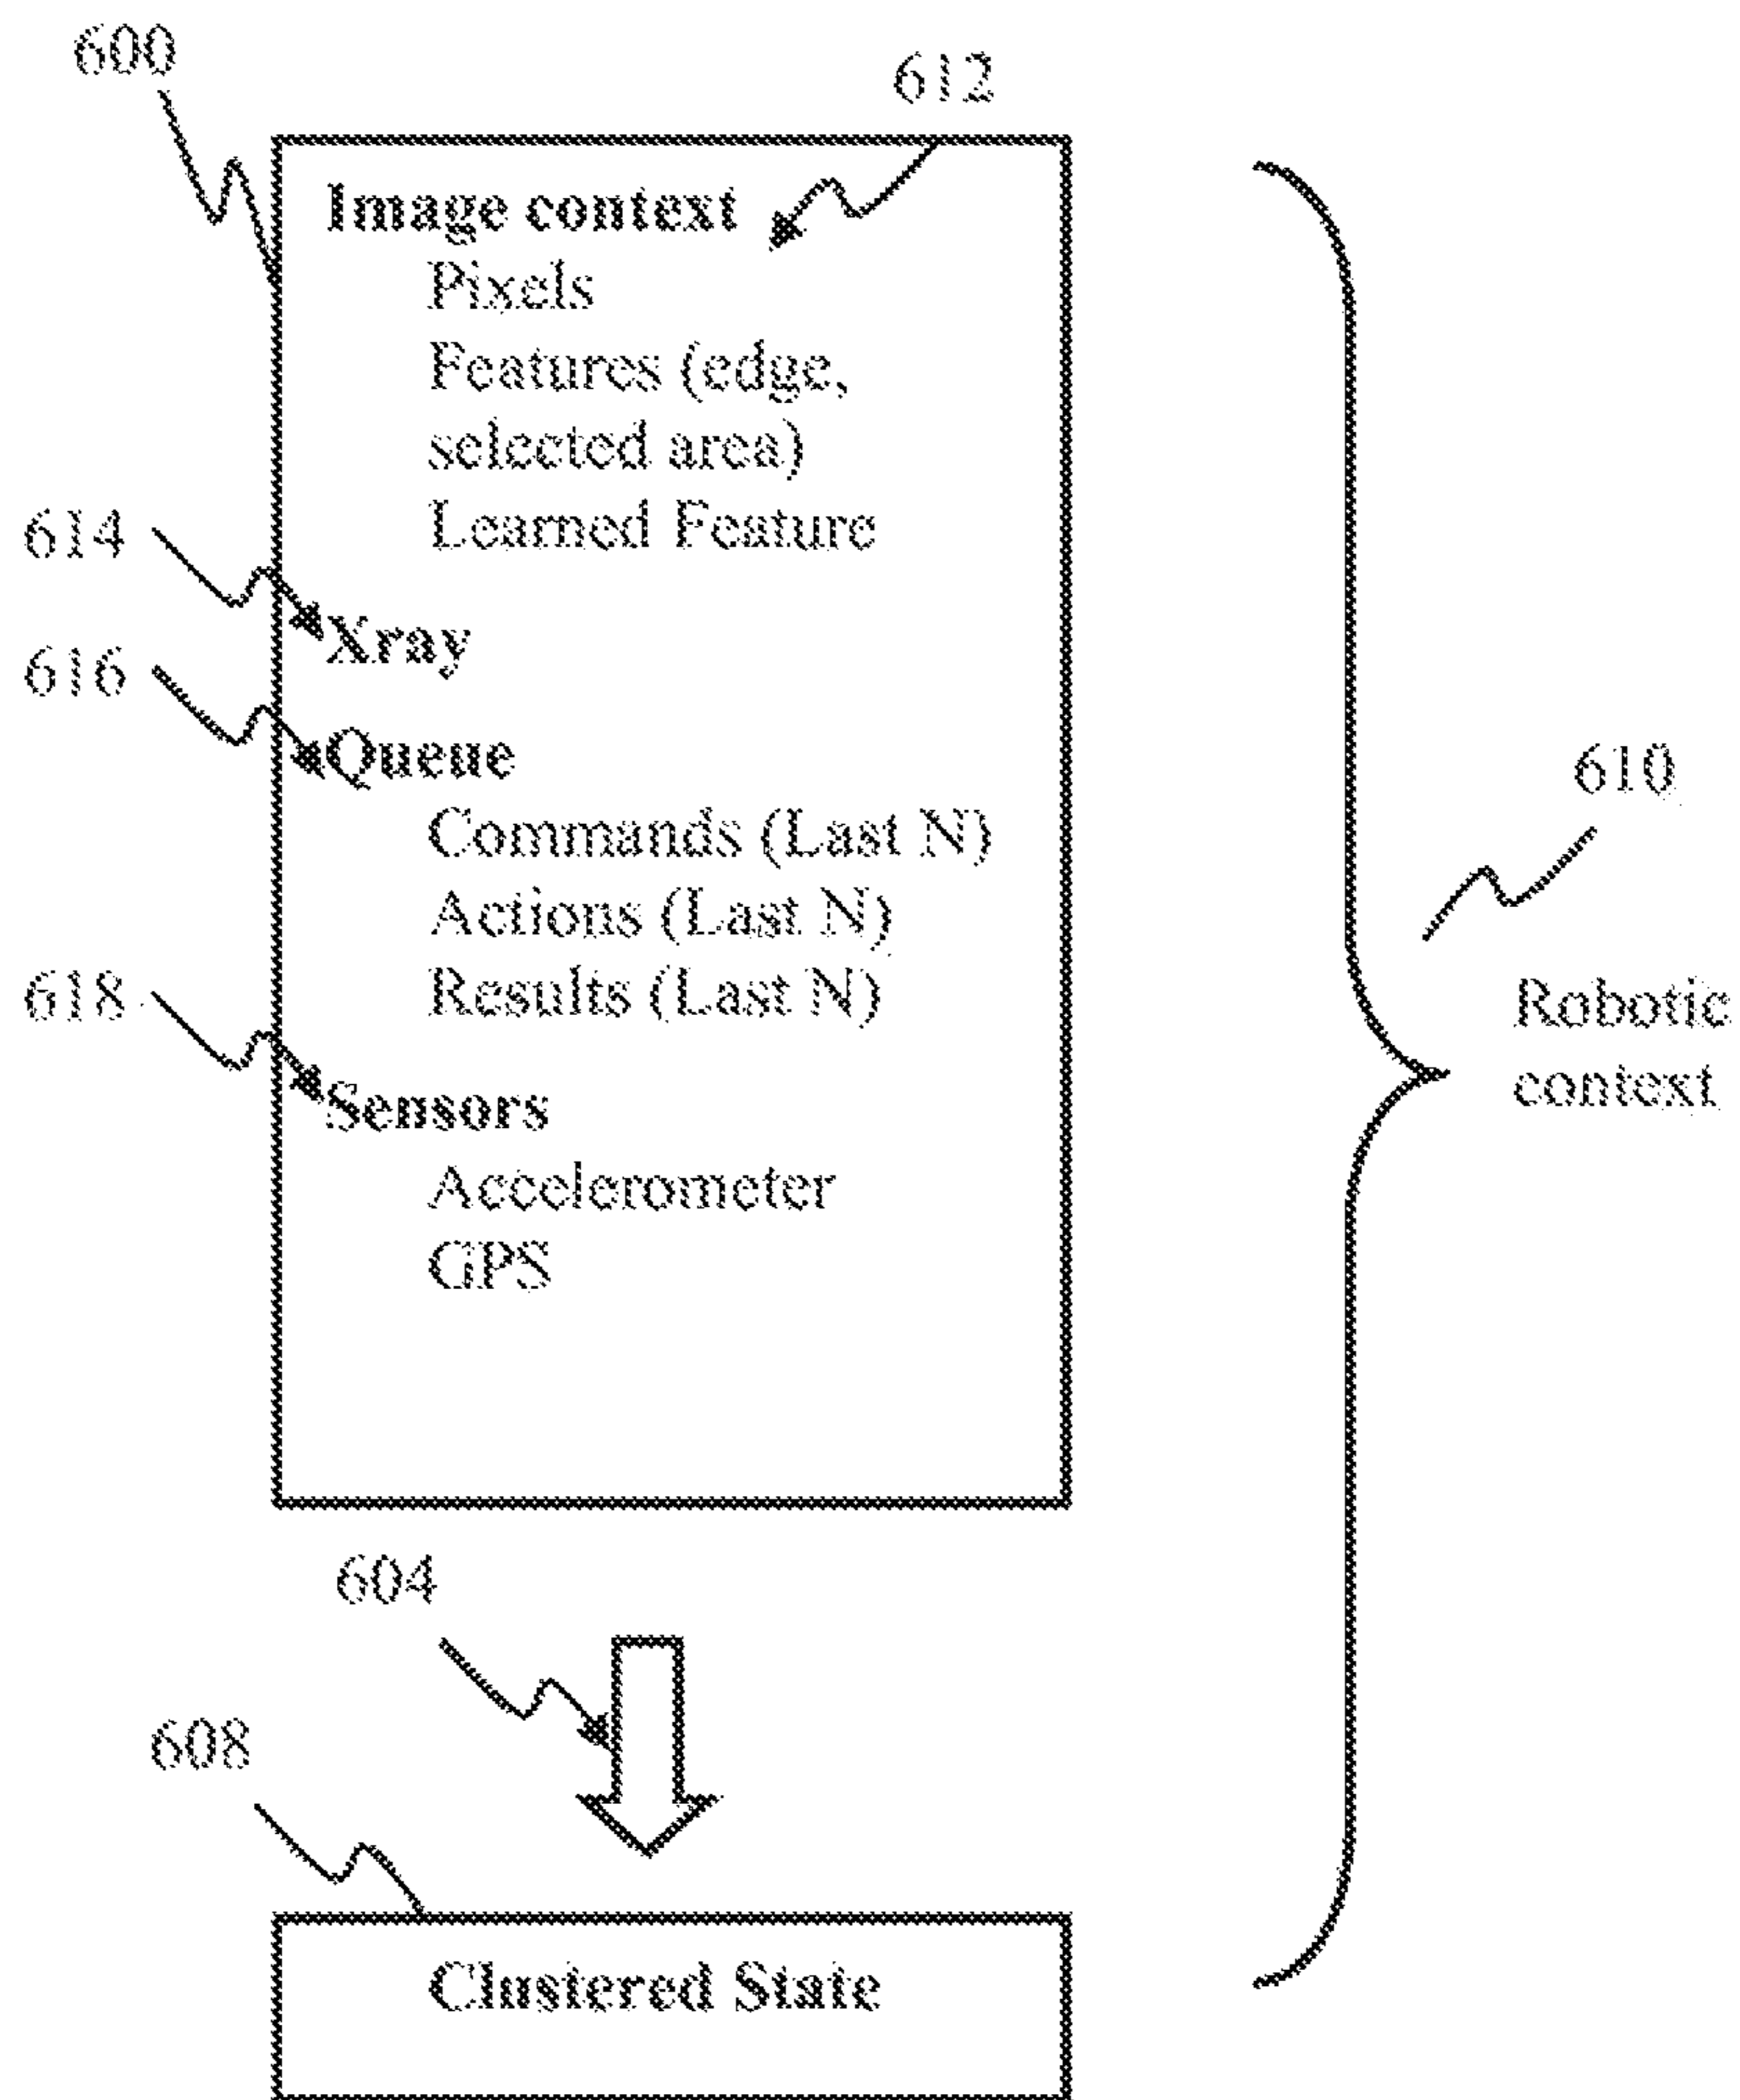 600
612
Image context
Pixels
Features (edge,
selected area)
Learned Feature
614
Xray
616
Queue
Commands (Last N)
Actions (Last N)
Results (Last N)
618
Sensors
Accelerometer
GPS
610
Robotic
context
604
608
Clustered State